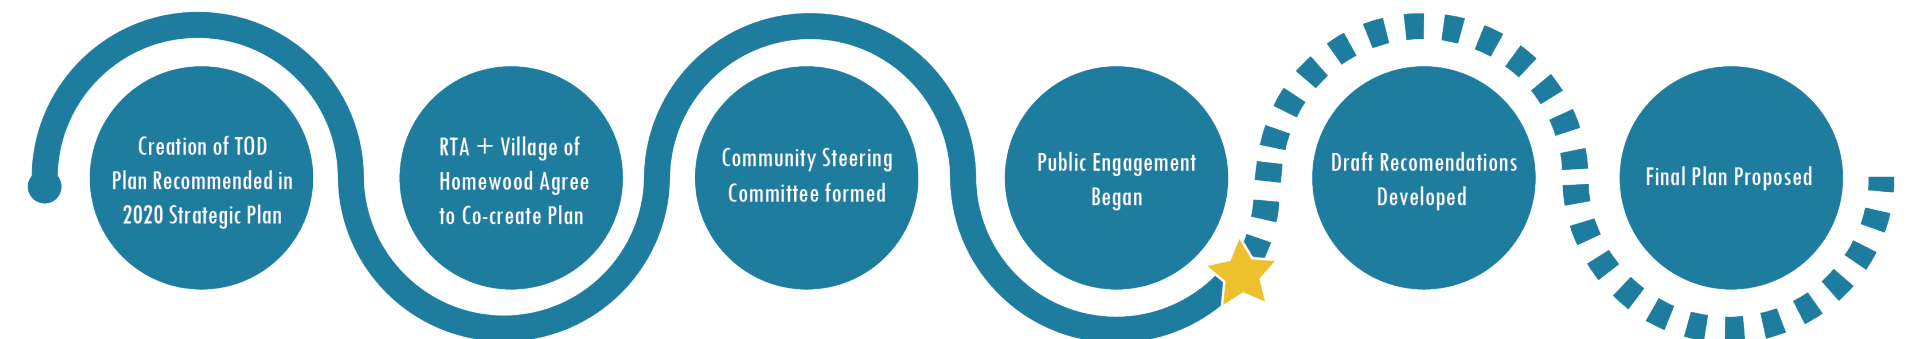 Creation of TOD
Plan Recommended in
2020 Strategic Plan
RTA + Village of
Homewood Agree
to Co-create Plan
Community Steering
Committee formed
Public Engagement
Began
Draft Recomendations
Developed
Final Plan Proposed